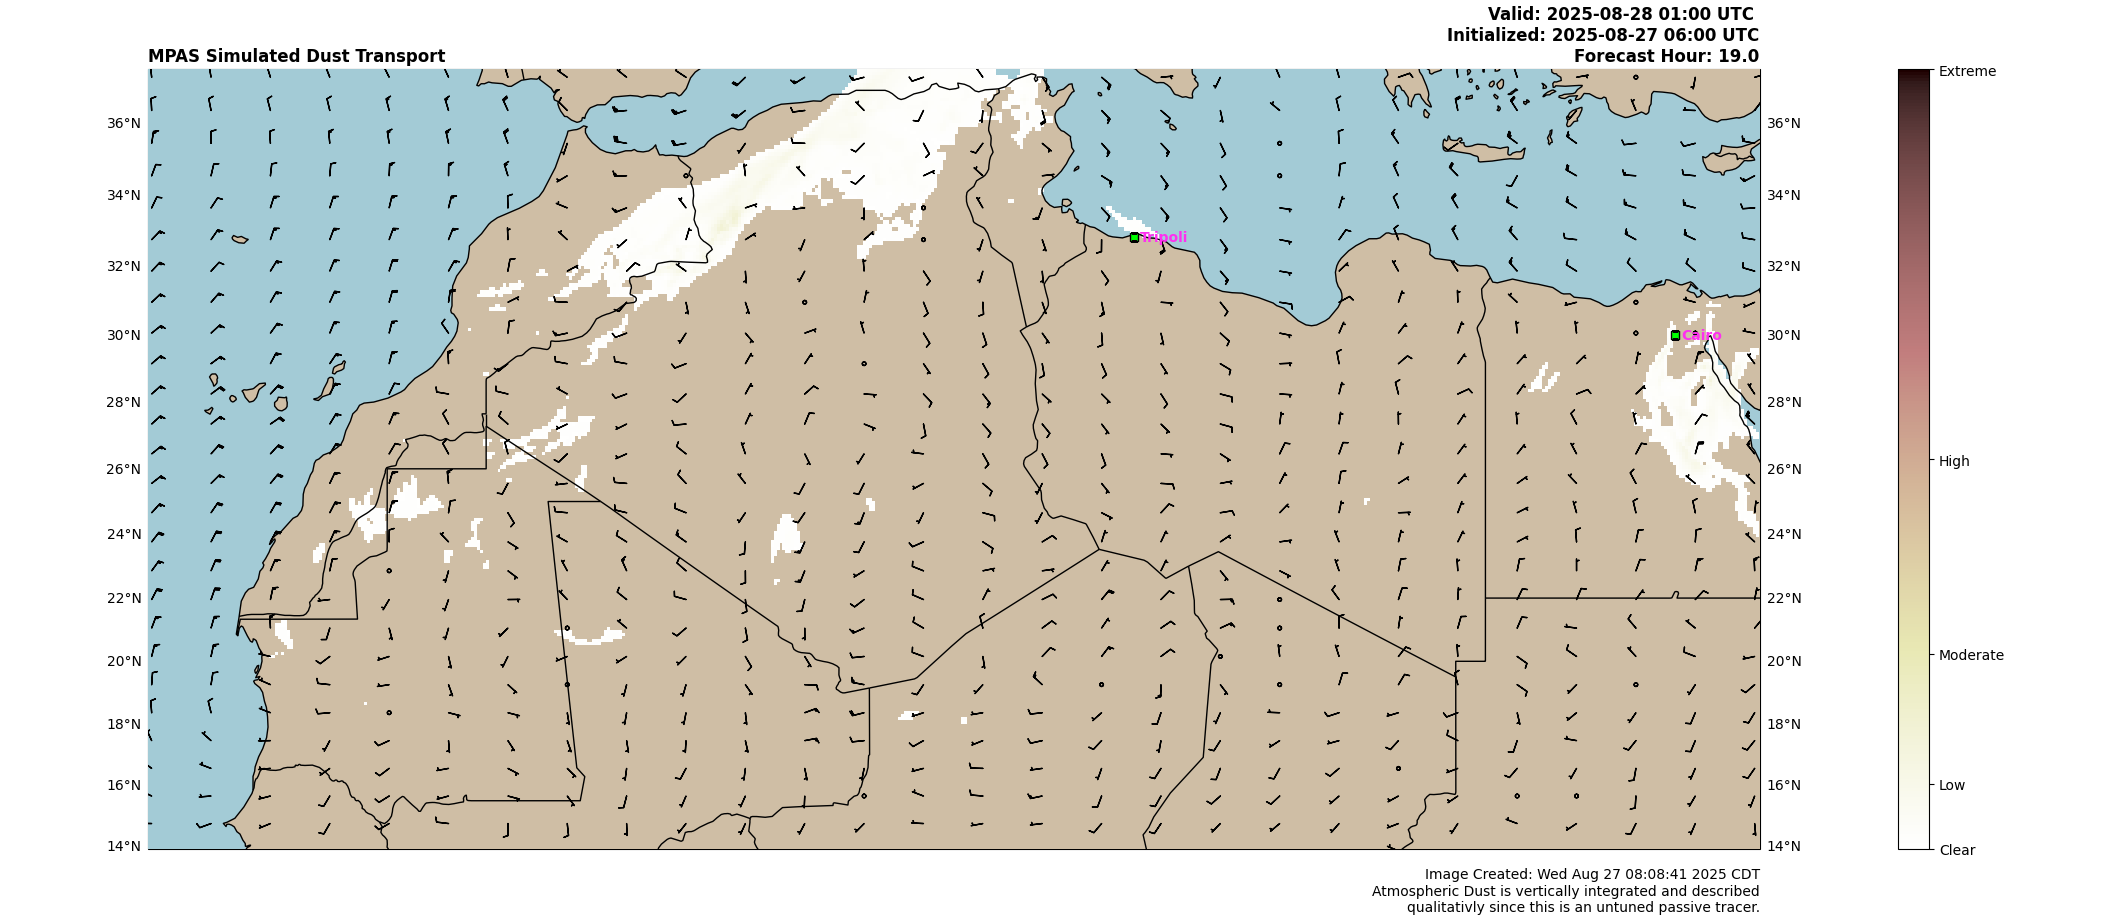 Valid: 2025-08-28 01:00 UTC
Initialized: 2025-08-27 06:00 UTC
MPAS Simulated Dust Transport
Forecast Hour: 19.0
Extreme
36°N
36°N
34°N
34°N
Tripoli
32°N
32°N
30°N
Cairo
30°N
28°N
28°N
26°N
26°N
High
24°N
24°N
22°N
22°N
20°N
20°N
Moderate
18°N
18°N
16°N
16°N
Low
14°N
14°N
Clear
Image Created: Wed Aug 27 08:08:41 2025 CDT
Atmospheric Dust is vertically integrated and described
qualitativly since this is an untuned passive tracer.